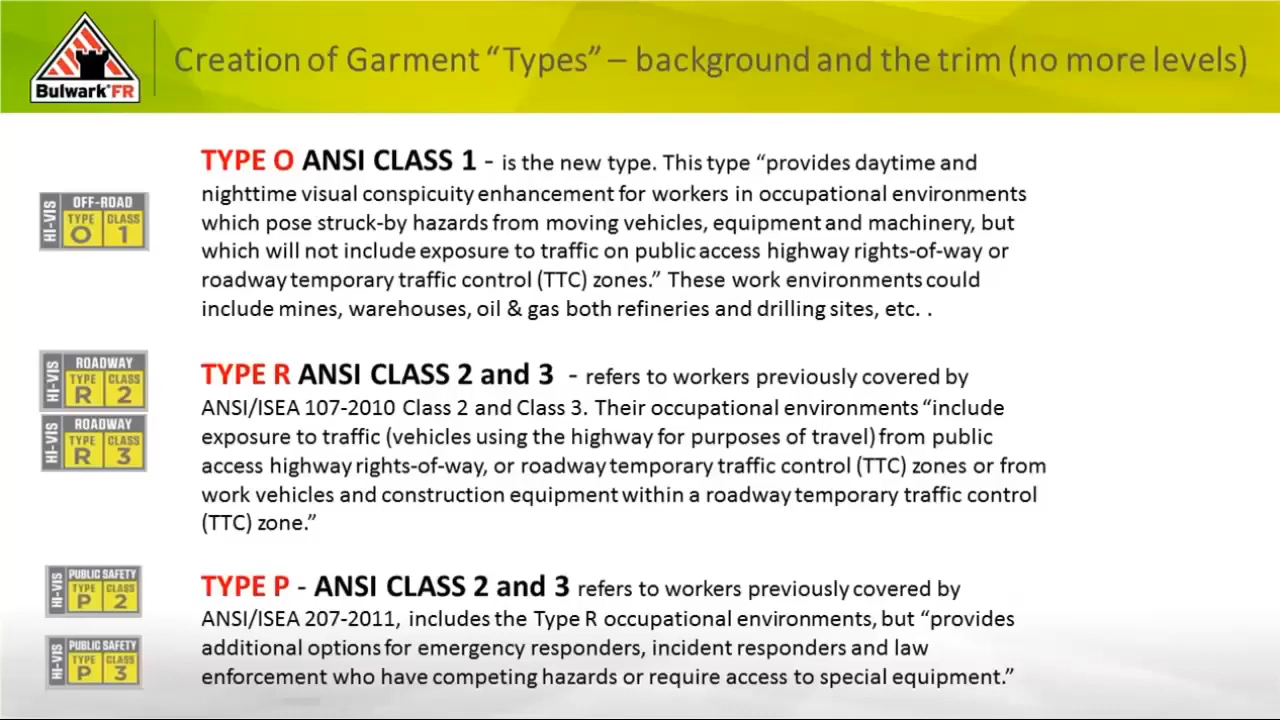 Bulwark®FR
Creation of Garment “Types” – background and the trim (no more levels)
HI-VIS
OFF-ROAD
TYPE CLASS
O 1
TYPE O ANSI CLASS 1 - is the new type. This type “provides daytime and
nighttime visual conspicuity enhancement for workers in occupational environments
which pose struck-by hazards from moving vehicles, equipment and machinery, but
which will not include exposure to traffic on public access highway rights-of-way or
roadway temporary traffic control (TTC) zones.” These work environments could
include mines, warehouses, oil & gas both refineries and drilling sites, etc. .
HI-VIS
ROADWAY
TYPE CLASS
R 2
HI-VIS
ROADWAY
TYPE CLASS
R 3
TYPE R ANSI CLASS 2 and 3 - refers to workers previously covered by
ANSI/ISEA 107-2010 Class 2 and Class 3. Their occupational environments “include
exposure to traffic (vehicles using the highway for purposes of travel) from public
access highway rights-of-way, or roadway temporary traffic control (TTC) zones or from
work vehicles and construction equipment within a roadway temporary traffic control
(TTC) zone.”
HI-VIS
PUBLIC SAFETY
TYPE CLASS
P 2
HI-VIS
PUBLIC SAFETY
TYPE CLASS
P 3
TYPE P - ANSI CLASS 2 and 3 refers to workers previously covered by
ANSI/ISEA 207-2011, includes the Type R occupational environments, but “provides
additional options for emergency responders, incident responders and law
enforcement who have competing hazards or require access to special equipment.”